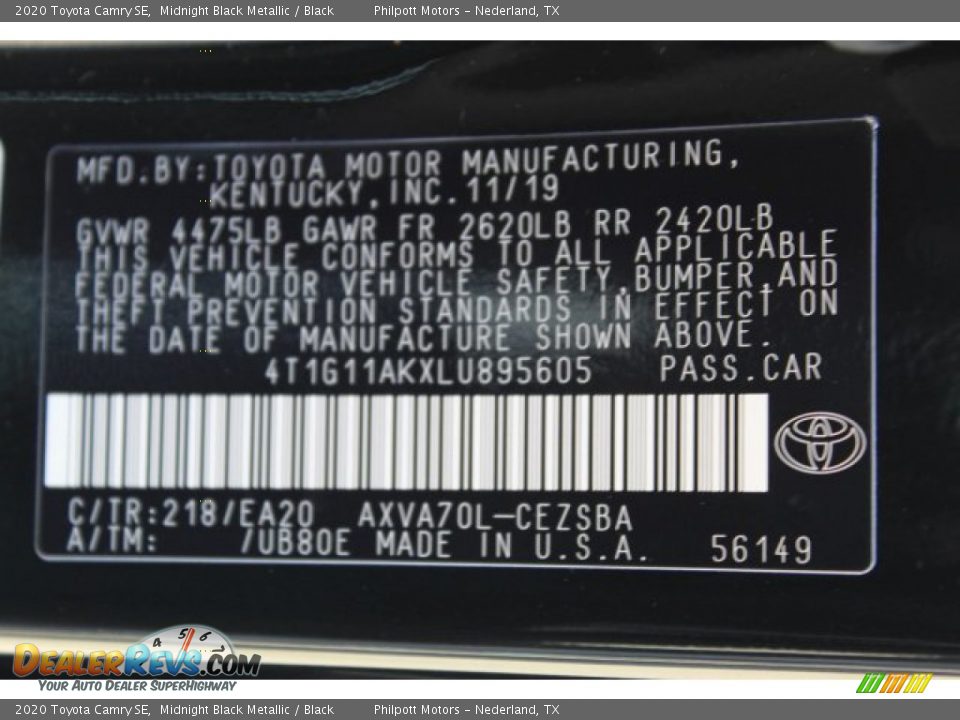 2020 Toyota Camry SE, Midnight Black Metallic / Black Philpott Motors - Nederland, TX
MFD.BY:TOYOTA MOTOR MANUFACTURING,
KENTUCKY,INC.11/19
GVWR 4475LB GAWR FR 2620LB RR 2420LB
THIS VEHICLE CONFORMS TO ALL APPLICABLE
FEDERAL MOTOR VEHICLE SAFETY,BUMPER,AND
THEFT PREVENTION STANDARDS IN EFFECT ON
THE DATE OF MANUFACTURE SHOWN ABOVE.
4T1G11AKXLU895605 PASS.CAR
C/TR:218/EA20 AXVA70L-CEZSBA
A/TM: /UB80E MADE IN U.S.A. 56149
4 5 6 7
DEALERREVS.COM
YOUR AUTO DEALER SUPERHIGHWAY
2020 Toyota Camry SE, Midnight Black Metallic / Black Philpott Motors - Nederland, TX